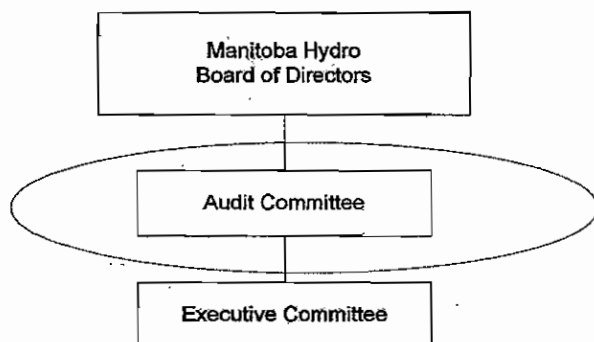 Manitoba Hydro
Board of Directors
Audit Committee
Executive Committee